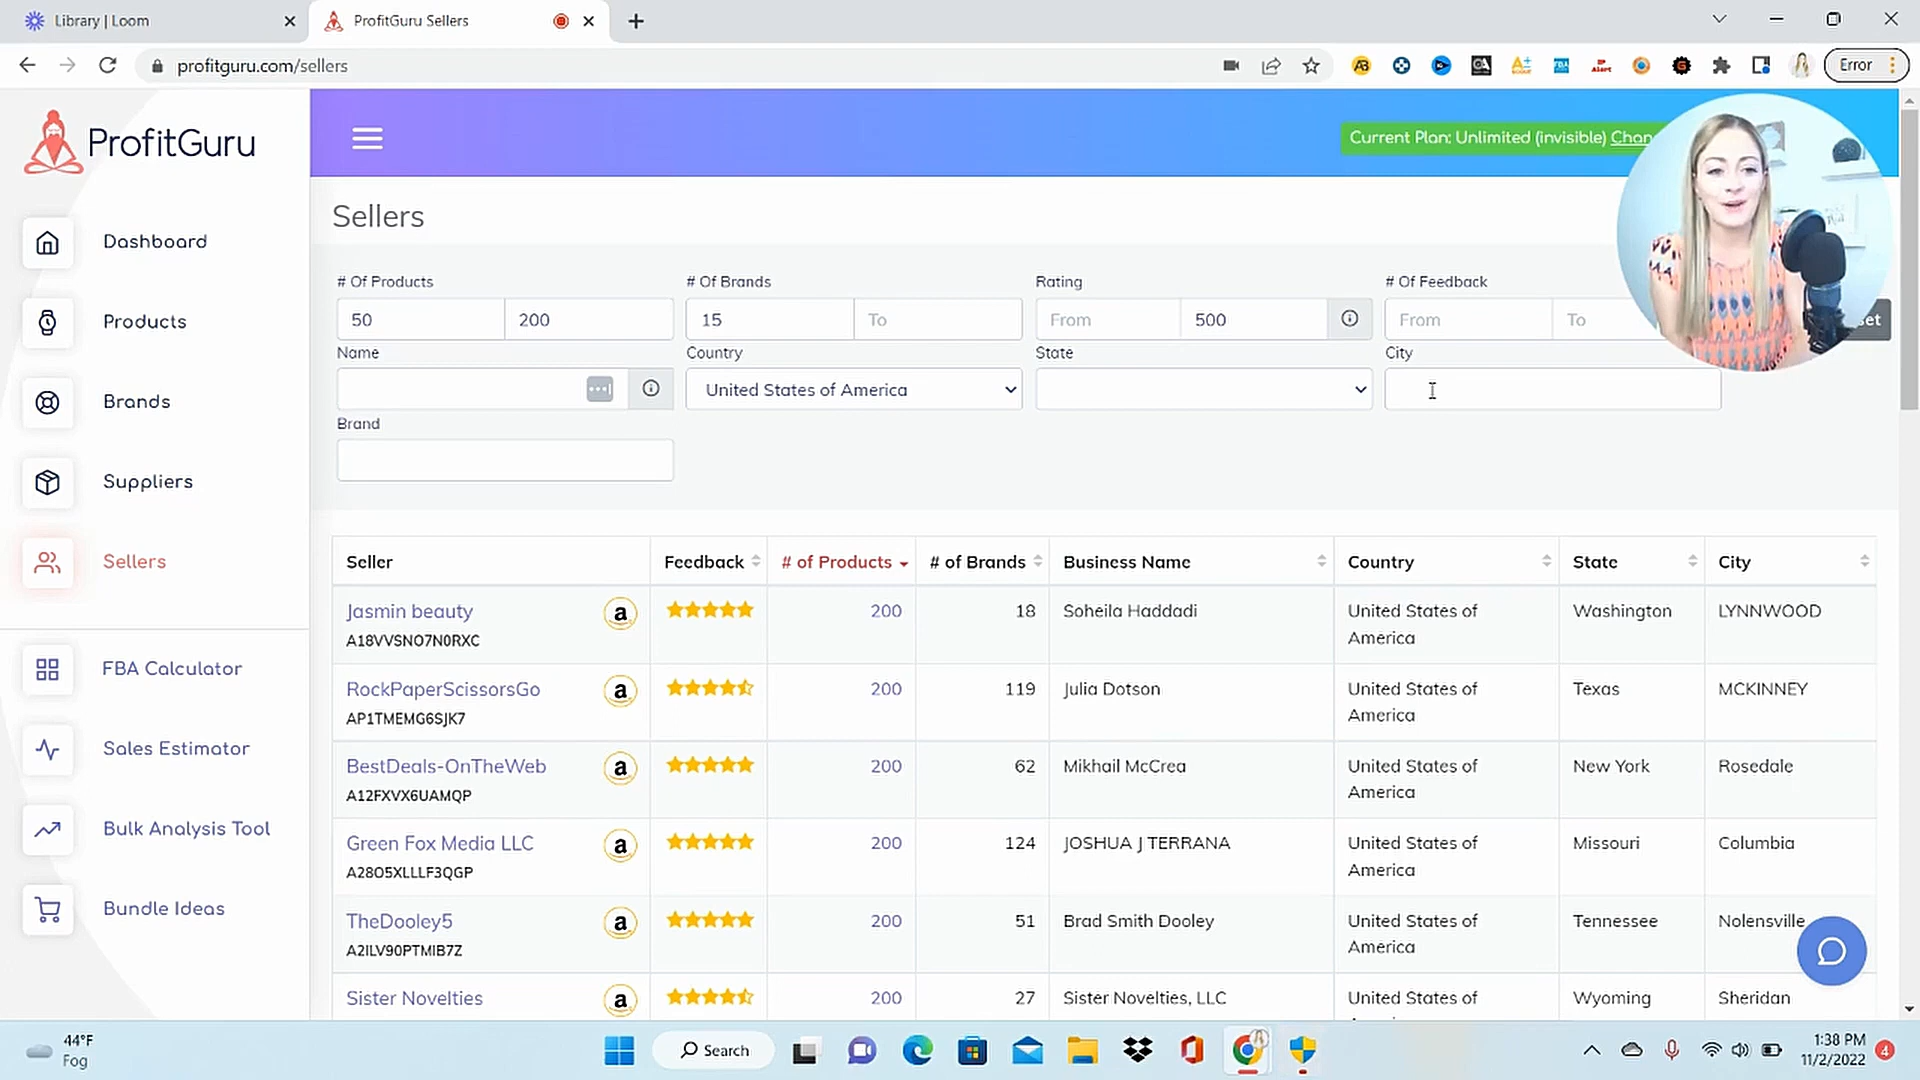 Library | Loom
ProfitGuru Sellers
profitguru.com/sellers
Error
ProfitGuru
Current Plan: Unlimited (invisible)
Dashboard
Products
Brands
Suppliers
Sellers
FBA Calculator
Sales Estimator
Bulk Analysis Tool
Bundle Ideas
Sellers
# Of Products # Of Brands Rating # Of Feedback
50 200 15 To From 500 From To
Name Country State City
United States of America
Brand
Seller Feedback # of Products # of Brands Business Name Country State City
Jasmin beauty 200 18 Soheila Haddadi United States of America Washington LYNNWOOD
A18VVSNO7N0RXC
RockPaperScissorsGo 200 119 Julia Dotson United States of America Texas MCKINNEY
AP1TMEMG6SJK7
BestDeals-OnTheWeb 200 62 Mikhail McCrea United States of America New York Rosedale
A12FXVX6UAMQP
Green Fox Media LLC 200 124 JOSHUA J TERRANA United States of America Missouri Columbia
A28O5XLLLF3QGP
TheDooley5 200 51 Brad Smith Dooley United States of America Tennessee Nolensville
A2ILV90PTMIB7Z
Sister Novelties 200 27 Sister Novelties, LLC United States of Wyoming Sheridan
44°F
Fog
Search
1:38 PM
11/2/2022
4